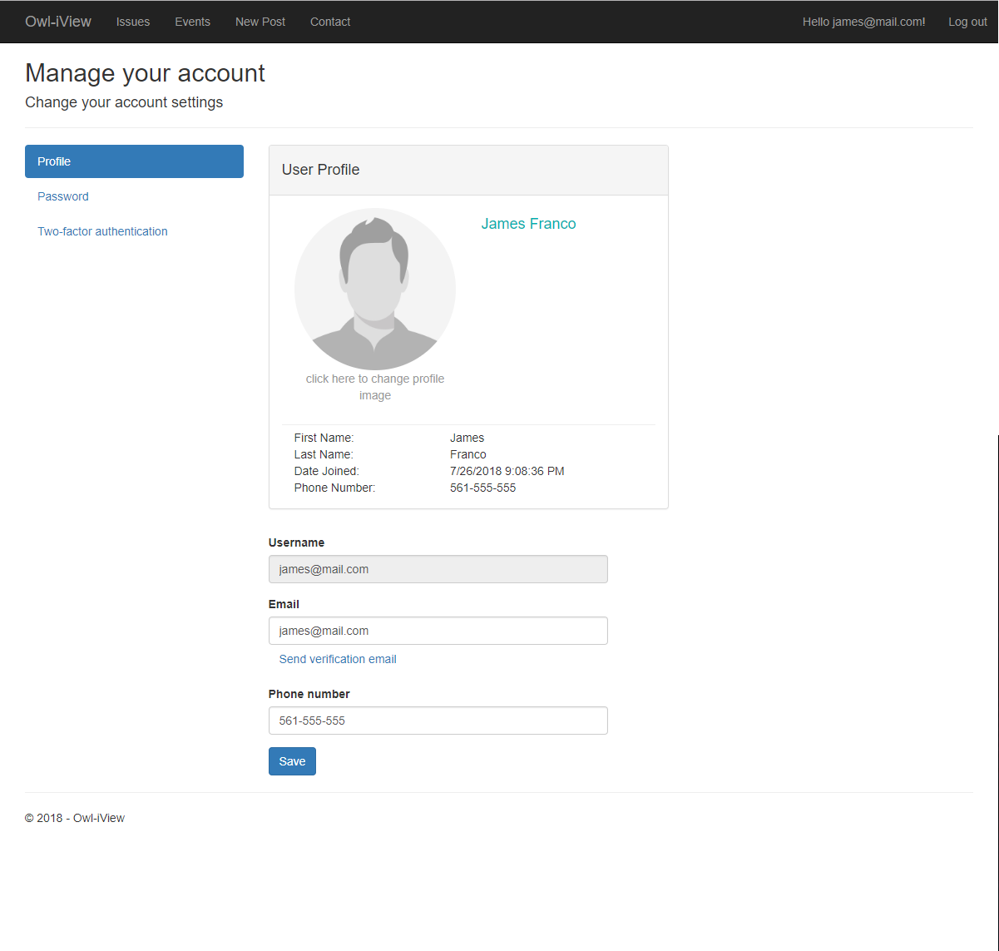 Owl-iView Issues Events New Post Contact Hello james@mail.com! Log out
Manage your account
Change your account settings
Profile
Password
Two-factor authentication
User Profile
James Franco
click here to change profile
image
First Name: James
Last Name: Franco
Date Joined: 7/26/2018 9:08:36 PM
Phone Number: 561-555-555
Username
james@mail.com
Email
james@mail.com
Send verification email
Phone number
561-555-555
Save
© 2018 - Owl-iView